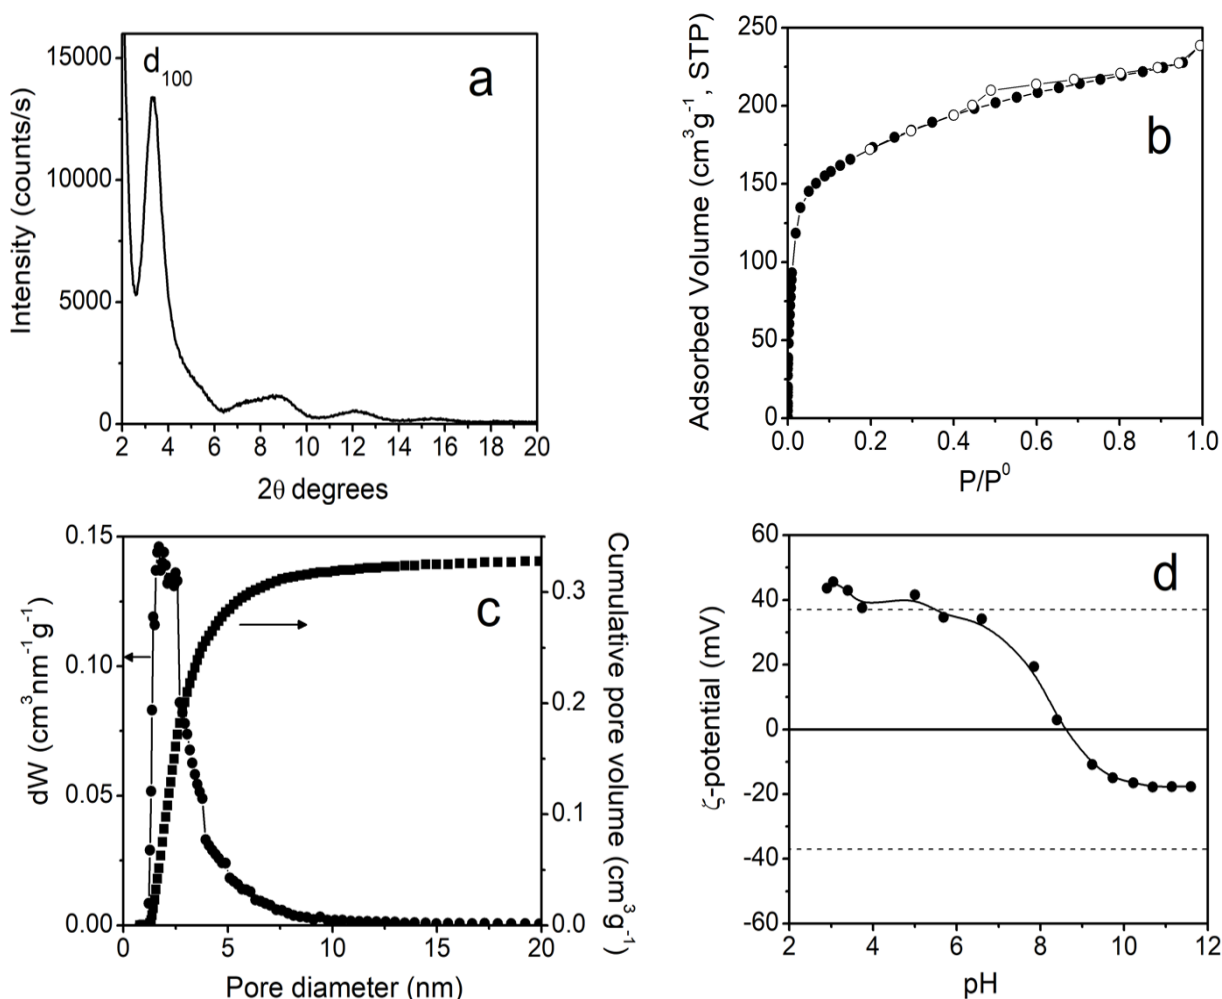 a
d100
Intensity (counts/s)
15000
10000
5000
0
2 4 6 8 10 12 14 16 18 20
2θ degrees
b
Adsorbed Volume (cm³g⁻¹, STP)
250
200
150
100
50
0
0.0 0.2 0.4 0.6 0.8 1.0
P/P⁰
c
dW (cm³nm⁻¹g⁻¹)
0.15
0.10
0.05
0.00
0 5 10 15 20
Pore diameter (nm)
0.3
0.2
0.1
0.0
Cumulative pore volume (cm³g⁻¹)
d
ζ-potential (mV)
60
40
20
0
-20
-40
-60
2 4 6 8 10 12
pH